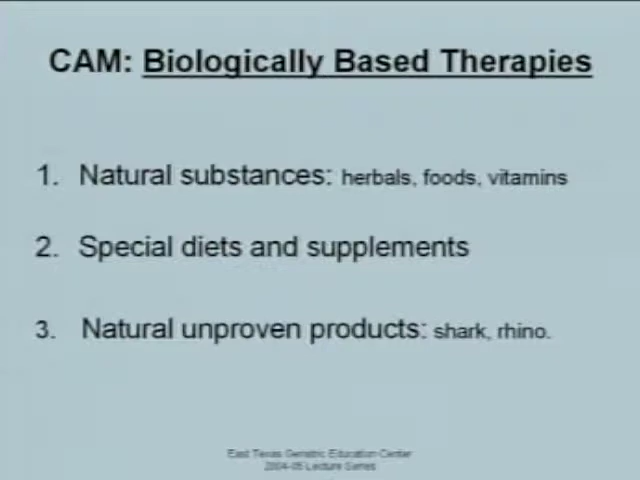 CAM: Biologically Based Therapies
1. Natural substances: herbals, foods, vitamins
2. Special diets and supplements
3. Natural unproven products: shark, rhino.
East Texas Geriatric Education Center
2004-05 Lecture Series